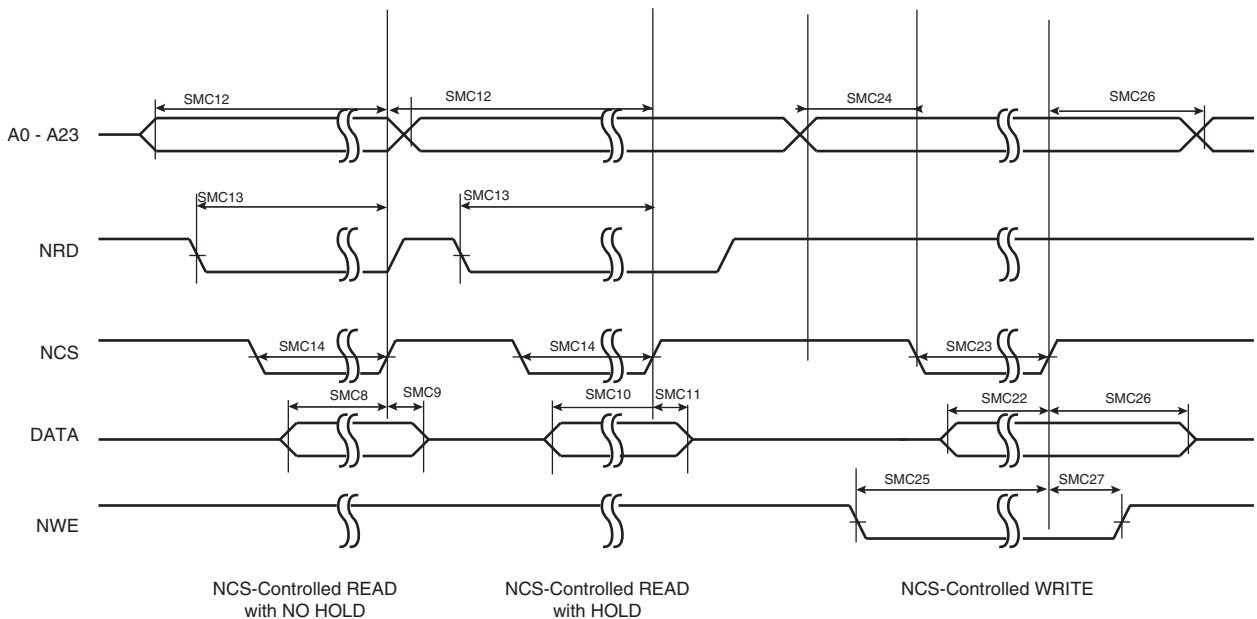 SMC12
SMC12
SMC24
SMC26
A0 - A23
SMC13
SMC13
NRD
NCS
SMC14
SMC14
SMC23
SMC8
SMC9
SMC10
SMC11
SMC22
SMC26
DATA
SMC25
SMC27
NWE
NCS-Controlled READ
with NO HOLD
NCS-Controlled READ
with HOLD
NCS-Controlled WRITE